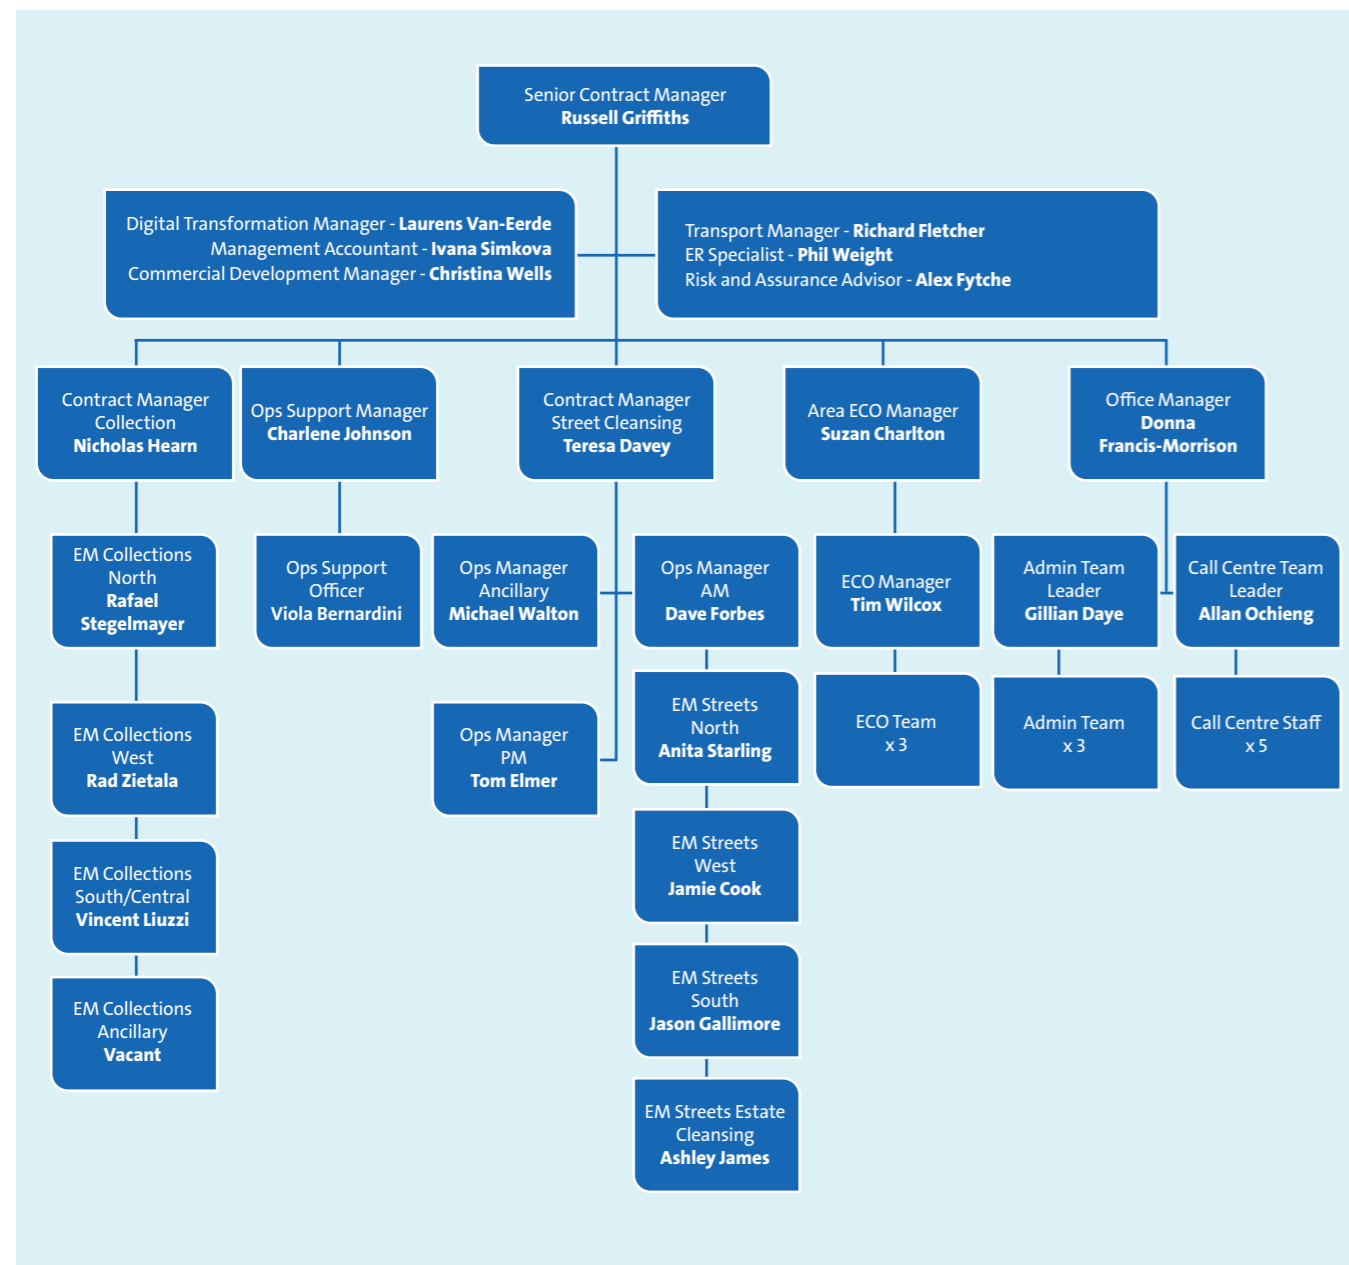 Senior Contract Manager
Russell Griffiths
Digital Transformation Manager - Laurens Van-Eerde
Management Accountant - Ivana Simkova
Commercial Development Manager - Christina Wells
Transport Manager - Richard Fletcher
ER Specialist - Phil Weight
Risk and Assurance Advisor - Alex Fytche
Contract Manager
Collection
Nicholas Hearn
Ops Support Manager
Charlene Johnson
Contract Manager
Street Cleansing
Teresa Davey
Area ECO Manager
Suzan Charlton
Office Manager
Donna
Francis-Morrison
EM Collections
North
Rafael
Stegelmayer
Ops Support
Officer
Viola Bernardini
Ops Manager
Ancillary
Michael Walton
Ops Manager
AM
Dave Forbes
ECO Manager
Tim Wilcox
Admin Team
Leader
Gillian Daye
Call Centre Team
Leader
Allan Ochieng
EM Collections
West
Rad Zietala
Ops Manager
PM
Tom Elmer
EM Streets
North
Anita Starling
ECO Team
x 3
Admin Team
x 3
Call Centre Staff
x 5
EM Collections
South/Central
Vincent Liuzzi
EM Streets
West
Jamie Cook
EM Collections
Ancillary
Vacant
EM Streets
South
Jason Gallimore
EM Streets Estate
Cleansing
Ashley James